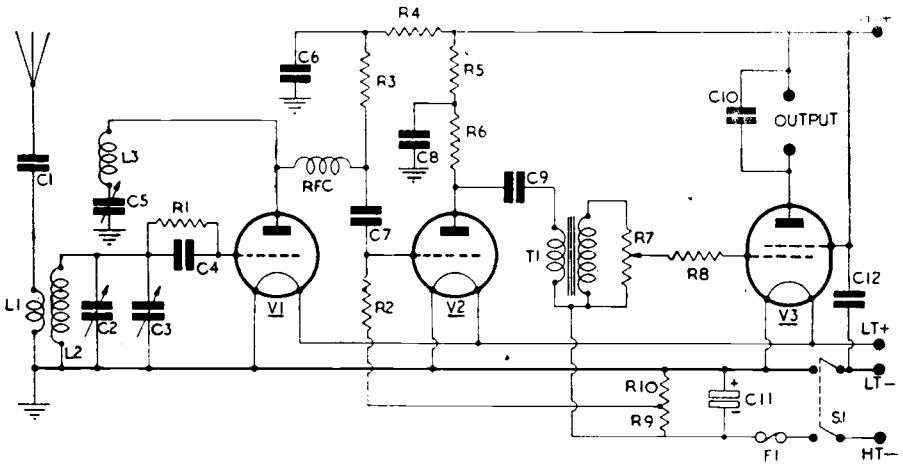 R4
C6
R3
R5
C10
OUTPUT
L3
C8
R6
C1
RFC
C9
C5
R1
C7
T1
R7
C4
R8
C12
L1
C2
C3
V1
R2
V2
V3
LT+
L2
R10
C11
+
−
LT−
R9
S1
F1
HT−